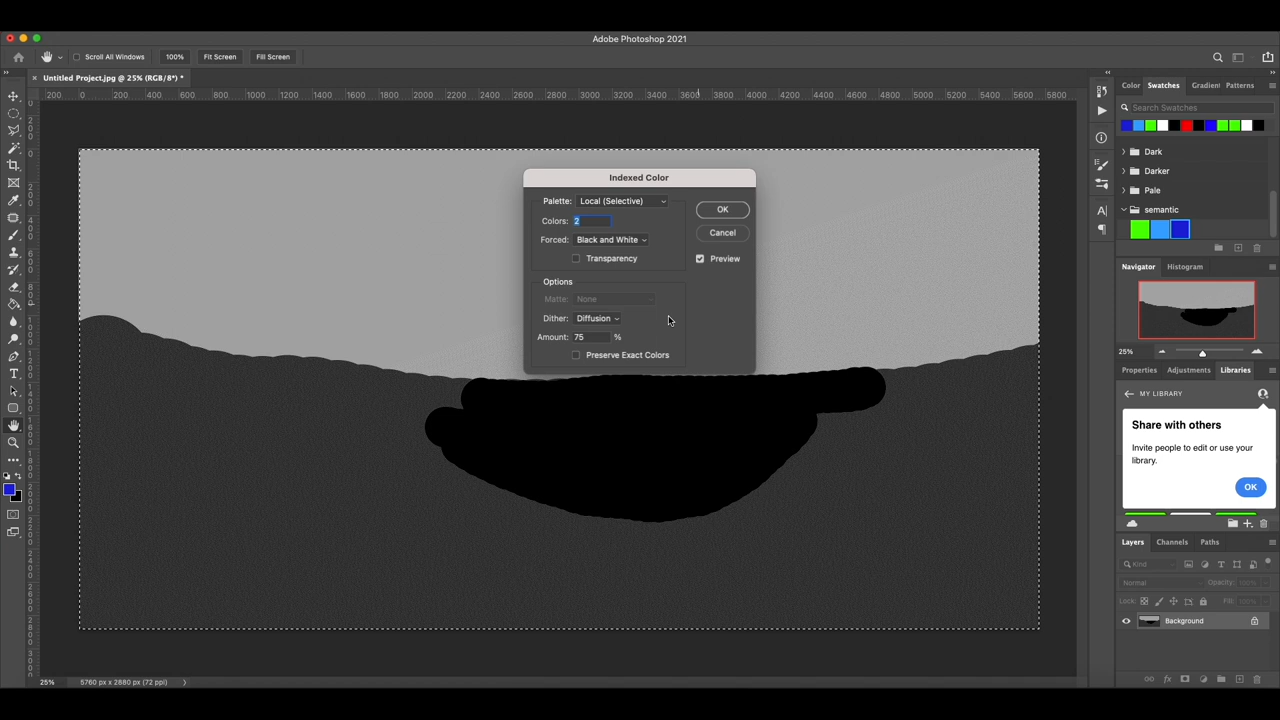 Adobe Photoshop 2021
Scroll All Windows 100% Fit Screen Fill Screen
Untitled Project.jpg @ 25% (RGB/8*) *
200 0 200 400 600 800 1000 1200 1400 1600 1800 2000 2200 2400 2600 2800 3000 3200 3400 3600 3800 4000 4200 4400 4600 4800 5000 5200 5400 5600 5800
Indexed Color
Palette: Local (Selective)
Colors: 2
Forced: Black and White
Transparency
OK
Cancel
Preview
Options
Matte: None
Dither: Diffusion
Amount: 75 %
Preserve Exact Colors
Color Swatches Gradien Patterns
Search Swatches
Dark
Darker
Pale
semantic
Navigator Histogram
25%
Properties Adjustments Libraries
MY LIBRARY
Share with others
Invite people to edit or use your
library.
OK
Layers Channels Paths
Kind
Normal Opacity: 100%
Lock: Fill: 100%
Background
25% 5760 px x 2880 px (72 ppi)